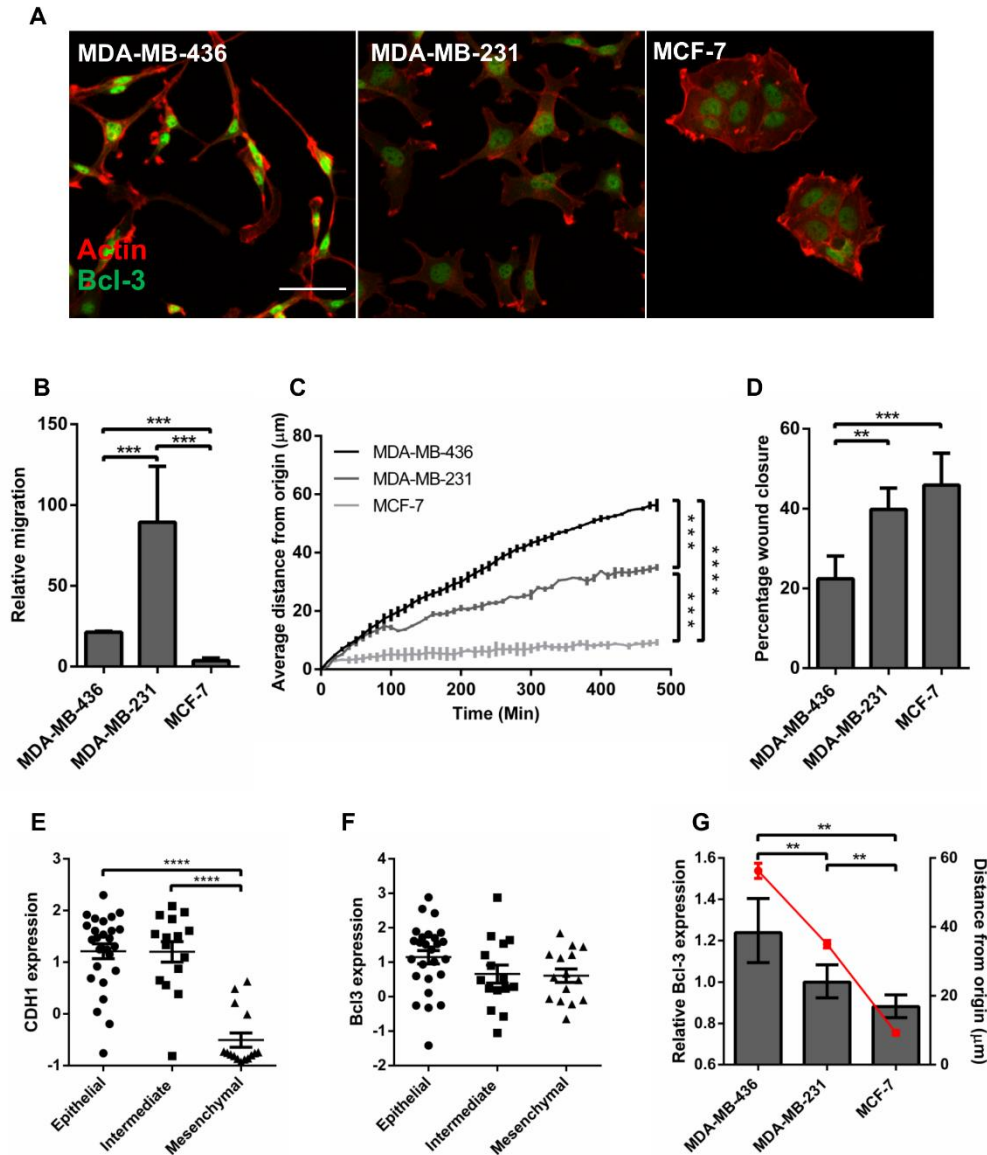 A
MDA-MB-436
MDA-MB-231
MCF-7
Actin
Bcl-3
B
Relative migration
150
100
50
0
***
***
***
MDA-MB-436
MDA-MB-231
MCF-7
C
Average distance from origin (μm)
80
60
40
20
0
MDA-MB-436
MDA-MB-231
MCF-7
***
***
****
100
200
300
400
500
Time (Min)
D
Percentage wound closure
60
40
20
0
***
**
MDA-MB-436
MDA-MB-231
MCF-7
E
CDH1 expression
3
2
1
0
-1
****
****
Epithelial
Intermediate
Mesenchymal
F
Bcl3 expression
4
3
2
1
0
-1
-2
Epithelial
Intermediate
Mesenchymal
G
Relative Bcl-3 expression
1.6
1.4
1.2
1.0
0.8
0.6
**
**
**
60
40
20
0
Distance from origin (μm)
MDA-MB-436
MDA-MB-231
MCF-7